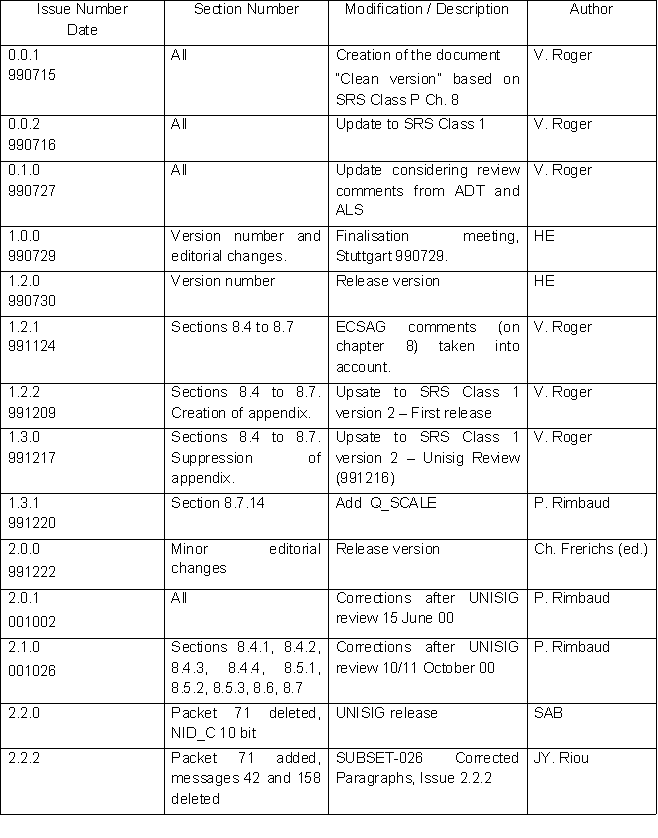 Issue Number Section Number Modification / Description Author
Date
0.0.1 All Creation of the document V. Roger
990715 "Clean version" based on
SRS Class P Ch. 8
0.0.2 All Update to SRS Class 1 V. Roger
990716
0.1.0 All Update considering review V. Roger
990727 comments from ADT and
ALS
1.0.0 Version number and Finalisation meeting, HE
990729 editorial changes. Stuttgart 990729.
1.2.0 Version number Release version HE
990730
1.2.1 Sections 8.4 to 8.7 ECSAG comments (on V. Roger
991124 chapter 8) taken into
account.
1.2.2 Sections 8.4 to 8.7. Upsate to SRS Class 1 V. Roger
991209 Creation of appendix. version 2 – First release
1.3.0 Sections 8.4 to 8.7. Upsate to SRS Class 1 V. Roger
991217 Suppression of version 2 – Unisig Review
appendix. (991216)
1.3.1 Section 8.7.14 Add Q_SCALE P. Rimbaud
991220
2.0.0 Minor editorial Release version Ch. Frerichs (ed.)
991222 changes
2.0.1 All Corrections after UNISIG P. Rimbaud
001002 review 15 June 00
2.1.0 Sections 8.4.1, 8.4.2, Corrections after UNISIG P. Rimbaud
001026 8.4.3, 8.4.4, 8.5.1, review 10/11 October 00
8.5.2, 8.5.3, 8.6, 8.7
2.2.0 Packet 71 deleted, UNISIG release SAB
NID_C 10 bit
2.2.2 Packet 71 added, SUBSET-026 Corrected JY. Riou
messages 42 and 158 Paragraphs, Issue 2.2.2
deleted